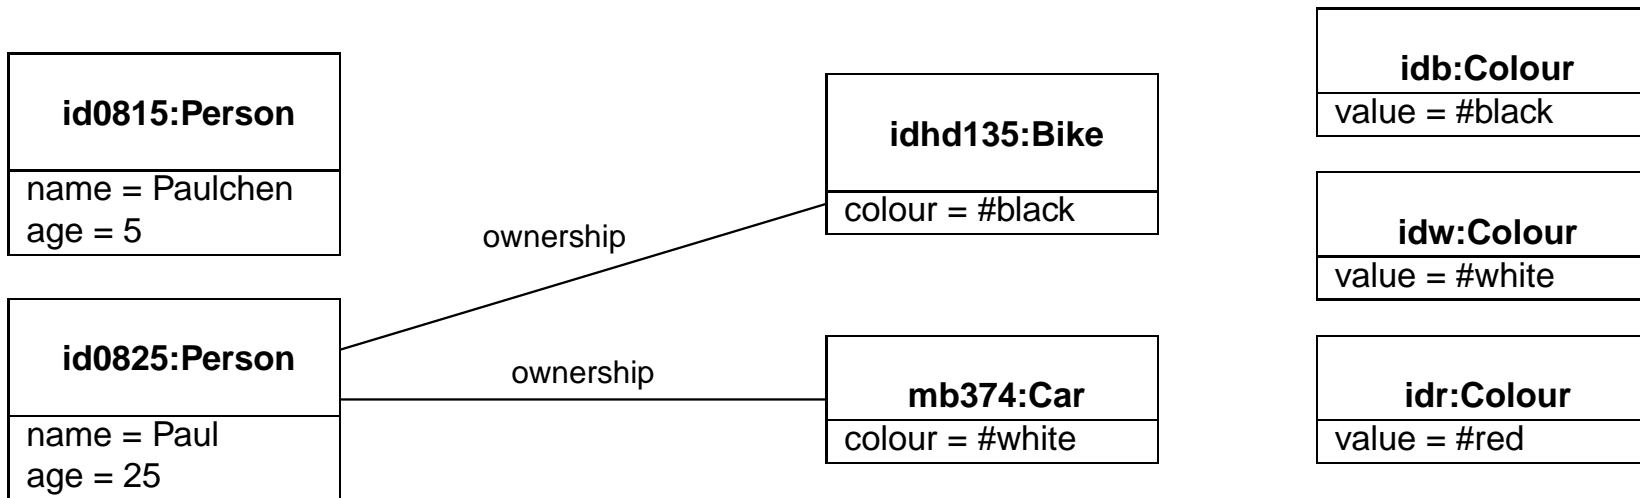 id0815:Person
name = Paulchen
age = 5
id0825:Person
name = Paul
age = 25
ownership
ownership
idhd135:Bike
colour = #black
mb374:Car
colour = #white
idb:Colour
value = #black
idw:Colour
value = #white
idr:Colour
value = #red